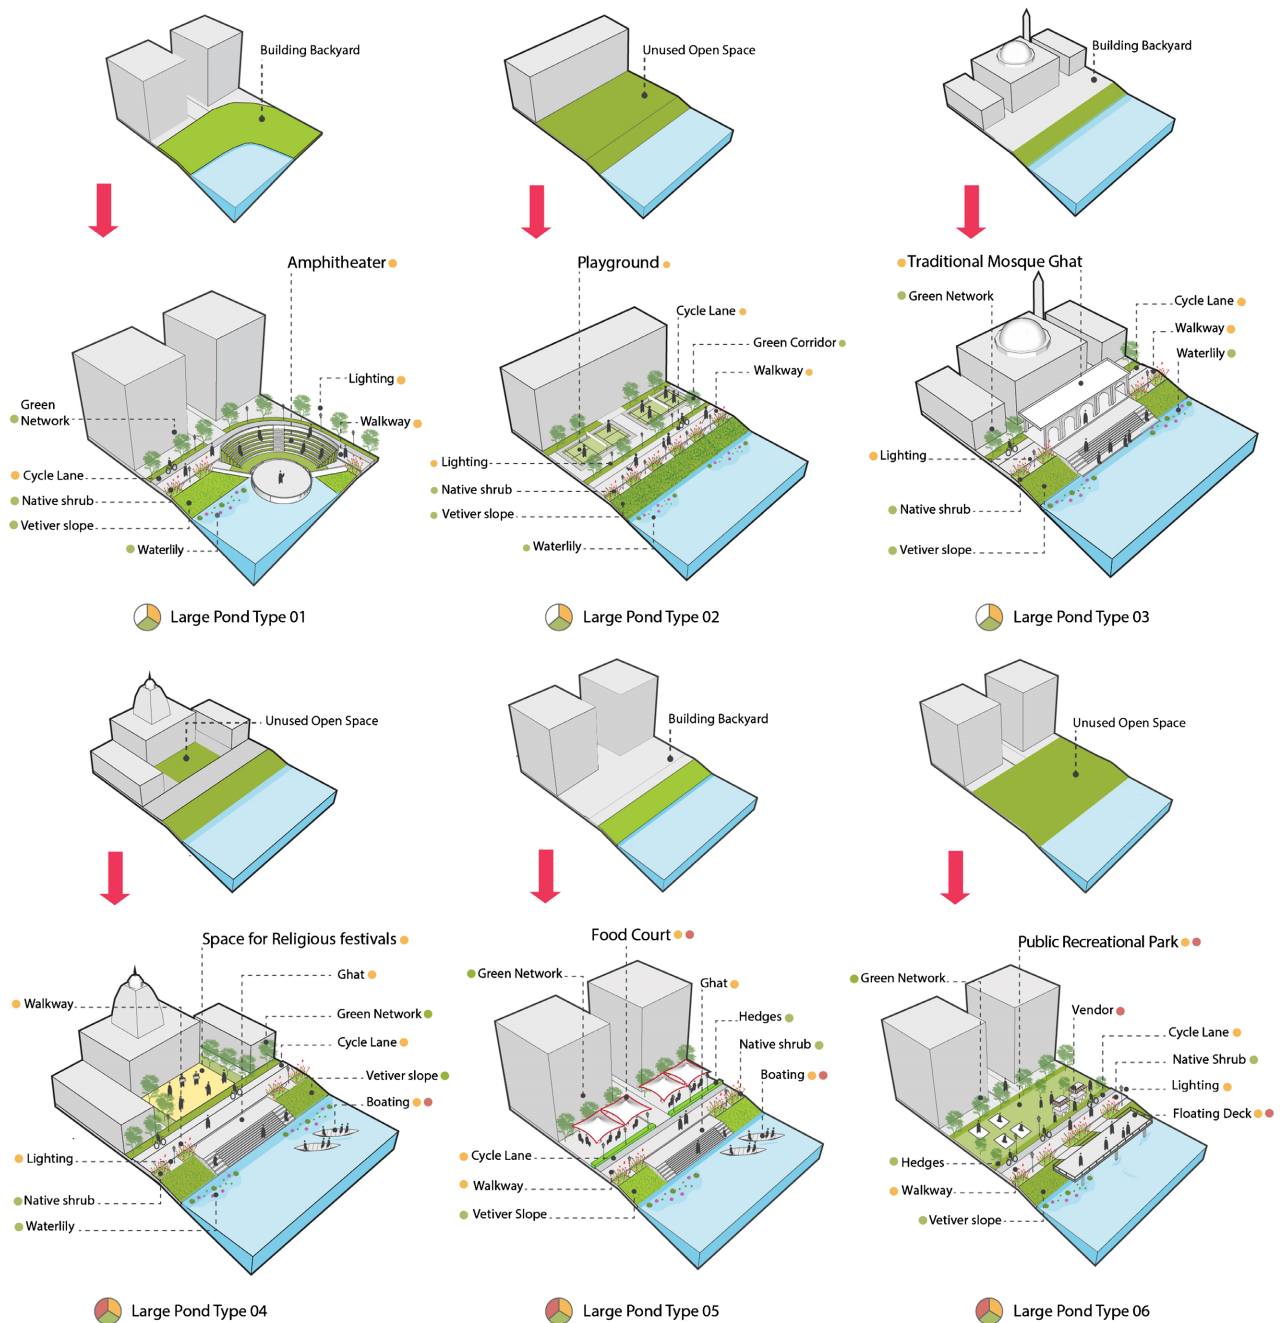 Building Backyard
Unused Open Space
Building Backyard
Amphitheater
Lighting
Green
Network
Walkway
Cycle Lane
Native shrub
Vetiver slope
Waterlily
Large Pond Type 01
Playground
Cycle Lane
Green Corridor
Walkway
Lighting
Native shrub
Vetiver slope
Waterlily
Large Pond Type 02
Traditional Mosque Ghat
Green Network
Cycle Lane
Walkway
Waterlily
Lighting
Native shrub
Vetiver slope
Large Pond Type 03
Unused Open Space
Building Backyard
Unused Open Space
Space for Religious festivals
Ghat
Walkway
Green Network
Cycle Lane
Vetiver slope
Boating
Lighting
Native shrub
Waterlily
Large Pond Type 04
Food Court
Green Network
Ghat
Hedges
Native shrub
Boating
Cycle Lane
Walkway
Vetiver Slope
Large Pond Type 05
Public Recreational Park
Green Network
Vendor
Cycle Lane
Native Shrub
Lighting
Floating Deck
Hedges
Walkway
Vetiver slope
Large Pond Type 06